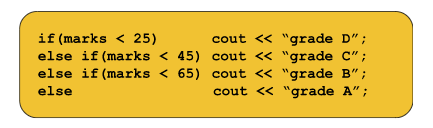 if(marks < 25) cout << “grade D”;
else if(marks < 45) cout << “grade C”;
else if(marks < 65) cout << “grade B”;
else cout << “grade A”;